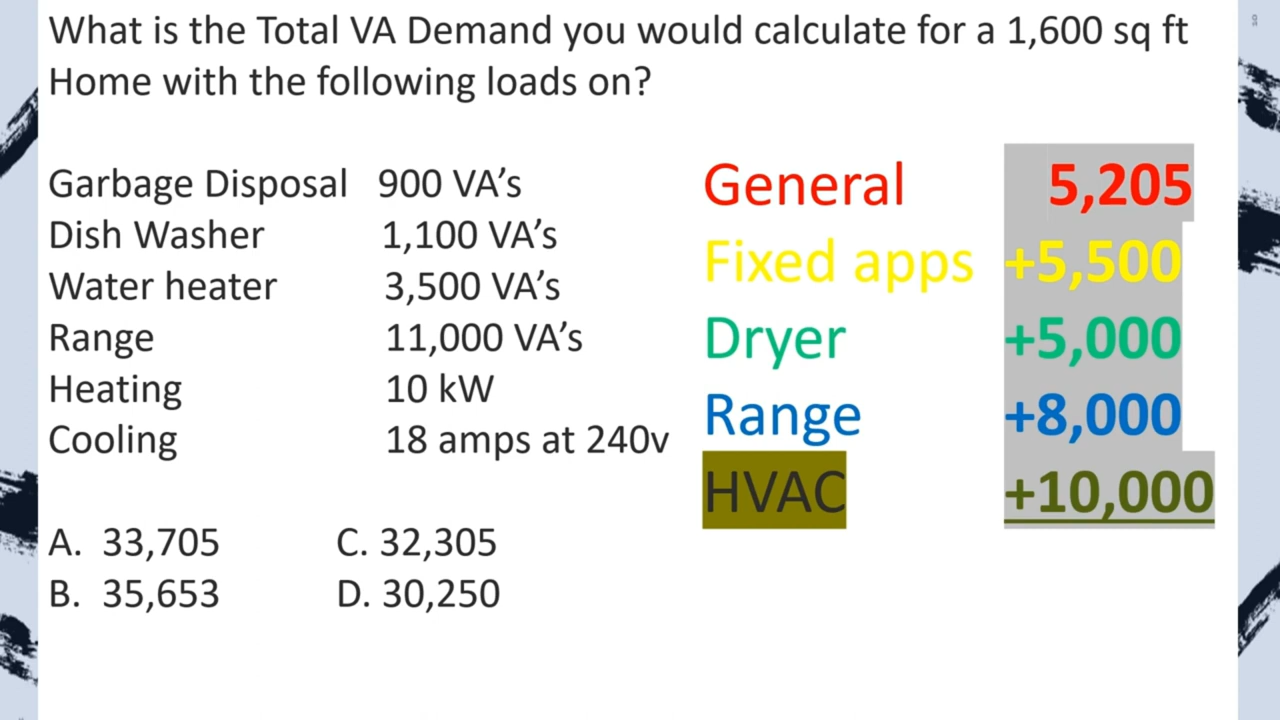 What is the Total VA Demand you would calculate for a 1,600 sq ft
Home with the following loads on?
Garbage Disposal 900 VA’s
Dish Washer 1,100 VA’s
Water heater 3,500 VA’s
Range 11,000 VA’s
Heating 10 kW
Cooling 18 amps at 240v
A. 33,705 C. 32,305
B. 35,653 D. 30,250
General 5,205
Fixed apps +5,500
Dryer +5,000
Range +8,000
HVAC +10,000